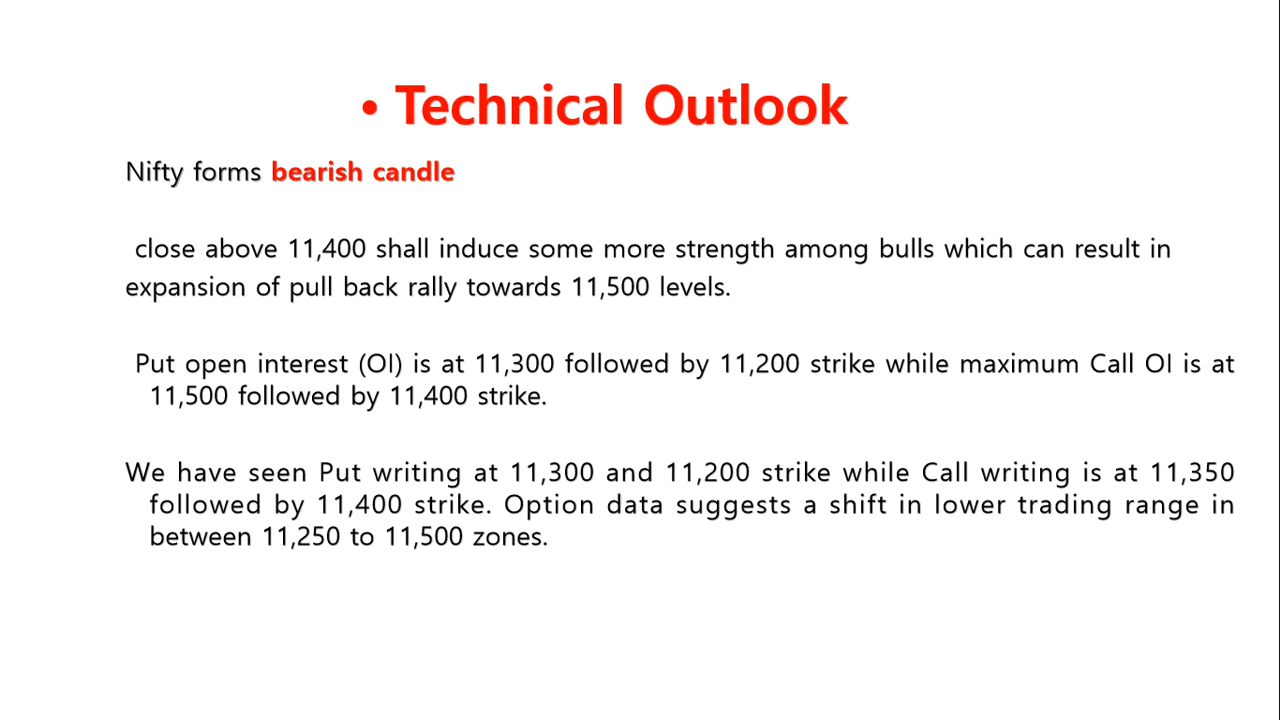 • Technical Outlook
Nifty forms bearish candle
close above 11,400 shall induce some more strength among bulls which can result in
expansion of pull back rally towards 11,500 levels.
Put open interest (OI) is at 11,300 followed by 11,200 strike while maximum Call OI is at
11,500 followed by 11,400 strike.
We have seen Put writing at 11,300 and 11,200 strike while Call writing is at 11,350
followed by 11,400 strike. Option data suggests a shift in lower trading range in
between 11,250 to 11,500 zones.